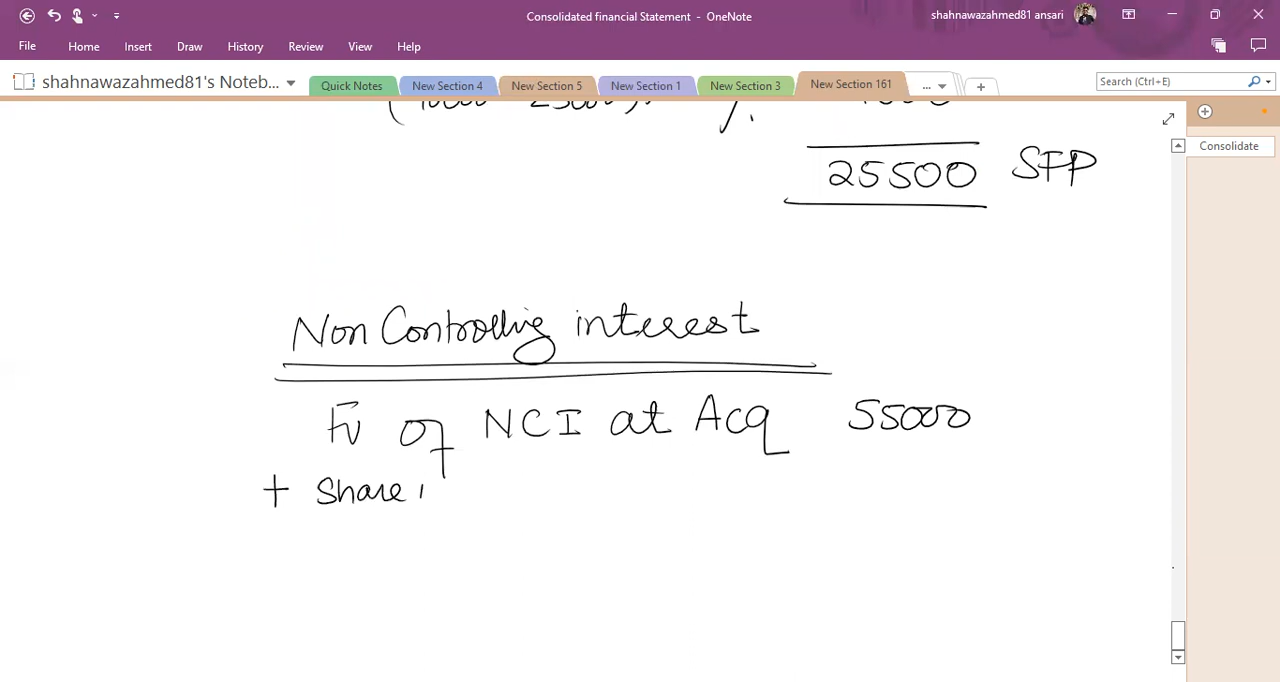 Consolidated financial Statement - OneNote
shahnawazahmed81 ansari
File Home Insert Draw History Review View Help
shahnawazahmed81's Noteb...
Quick Notes New Section 4 New Section 5 New Section 1 New Section 3 New Section 161 ...
Search (Ctrl+E)
Consolidate
25500 SFP
Non Controlling interest
Fv of NCI at Acq 55000
+ Share